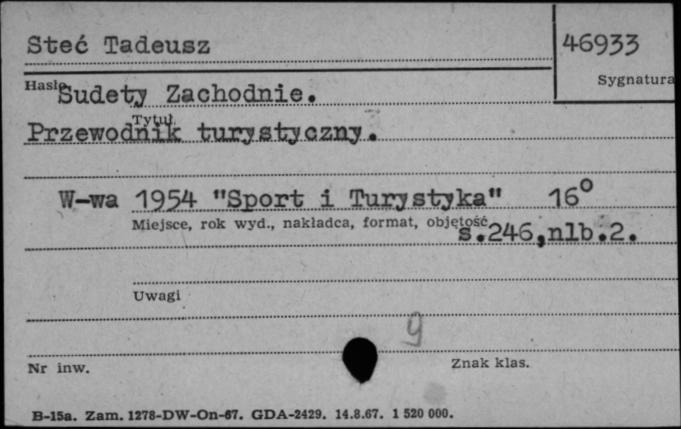 Steć Tadeusz
46933
Hasło
Sygnatura
Sudety Zachodnie.
Tytuł
Przewodnik turystyczny.
W-wa 1954 "Sport i Turystyka" 16°
Miejsce, rok wyd., nakładca, format, objętość
s.246,nlb.2.
Uwagi
9
Nr inw.
Znak klas.
B-15a. Zam. 1278-DW-On-67. GDA-2429. 14.8.67. 1 520 000.